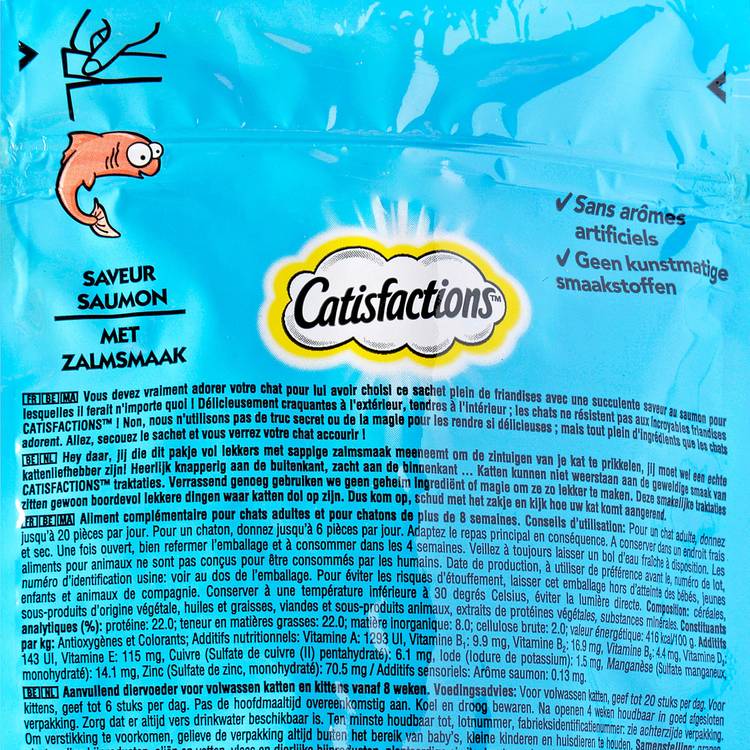 SAVEUR
SAUMON
MET
ZALMSMAAK
✓ Sans arômes
artificiels
✓ Geen kunstmatige
smaakstoffen
Catisfactions™
FR BE MA Vous devez vraiment adorer votre chat pour lui avoir choisi ce sachet plein de friandises avec une succulente saveur au saumon pour
lesquelles il ferait n'importe quoi ! Délicieusement craquantes à l'extérieur, tendres à l'intérieur ; les chats ne résistent pas aux incroyables friandises
CATISFACTIONS™ ! Non, nous n'utilisons pas de truc secret ou de la magie pour les rendre si délicieuses ; mais tout plein d'ingrédients que les chats
adorent. Allez, secouez le sachet et vous verrez votre chat accourir !
BE NL Hey daar, jij die dit pakje vol lekkers met sappige zalmsmaak meeneemt om de zintuigen van je kat te prikkelen, jij moet wel een echte
kattenliefhebber zijn! Heerlijk knapperig aan de buitenkant, zacht aan de binnenkant ... Katten kunnen niet weerstaan aan de geweldige smaak van
CATISFACTIONS™ traktaties. Verrassend genoeg gebruiken we geen geheim ingrediënt of magie om ze zo lekker te maken. Deze smakelijke traktaties
zitten gewoon boordevol lekkere dingen waar katten dol op zijn. Dus kom op, schud met het zakje en kijk hoe uw kat komt aangerend.
FR BE MA Aliment complémentaire pour chats adultes et pour chatons de plus de 8 semaines. Conseils d'utilisation: Pour un chat adulte, donnez
jusqu'à 20 pièces par jour. Pour un chaton, donnez jusqu'à 6 pièces par jour. Adaptez le repas principal en conséquence. A conserver dans un endroit frais
et sec. Une fois ouvert, bien refermer l'emballage et à consommer dans les 4 semaines. Veillez à toujours laisser un bol d'eau fraîche à disposition. Les
aliments pour animaux ne sont pas conçus pour être consommés par les humains. Date de production, à utiliser de préférence avant le, numéro de lot,
numéro d'identification usine: voir au dos de l'emballage. Pour éviter les risques d'étouffement, laisser cet emballage hors d'atteinte des bébés, jeunes
enfants et animaux de compagnie. Conserver à une température inférieure à 30 degrés Celsius, éviter la lumière directe. Composition: céréales,
sous-produits d'origine végétale, huiles et graisses, viandes et sous-produits animaux, extraits de protéines végétales, substances minérales. Constituants
analytiques (%): protéine: 22.0; teneur en matières grasses: 22.0; matière inorganique: 8.0; cellulose brute: 2.0; valeur énergétique: 416 kcal/100 g. Additifs
par kg: Antioxygènes et Colorants; Additifs nutritionnels: Vitamine A: 1293 UI, Vitamine B₁: 9.9 mg, Vitamine B₂: 16.9 mg, Vitamine B₆: 4.4 mg, Vitamine D₃:
143 UI, Vitamine E: 115 mg, Cuivre (Sulfate de cuivre (II) pentahydraté): 6.1 mg, Iode (Iodure de potassium): 1.5 mg, Manganèse (Sulfate manganeux,
monohydraté): 14.1 mg, Zinc (Sulfate de zinc, monohydraté): 70.5 mg / Additifs sensoriels: Arôme saumon: 0.13 mg.
BE NL Aanvullend diervoeder voor volwassen katten en kittens vanaf 8 weken. Voedingsadvies: Voor volwassen katten, geef tot 20 stuks per dag. Voor
kittens, geef tot 6 stuks per dag. Pas de hoofdmaaltijd overeenkomstig aan. Koel en droog bewaren. Na openen 4 weken houdbaar in goed afgesloten
verpakking. Zorg dat er altijd vers drinkwater beschikbaar is. Ten minste houdbaar tot, lotnummer, fabrieksidentificatienummer: zie achterzijde verpakking.
Om verstikking te voorkomen, gelieve de verpakking altijd buiten het bereik van baby's, kleine kinderen en huisdieren te houden.